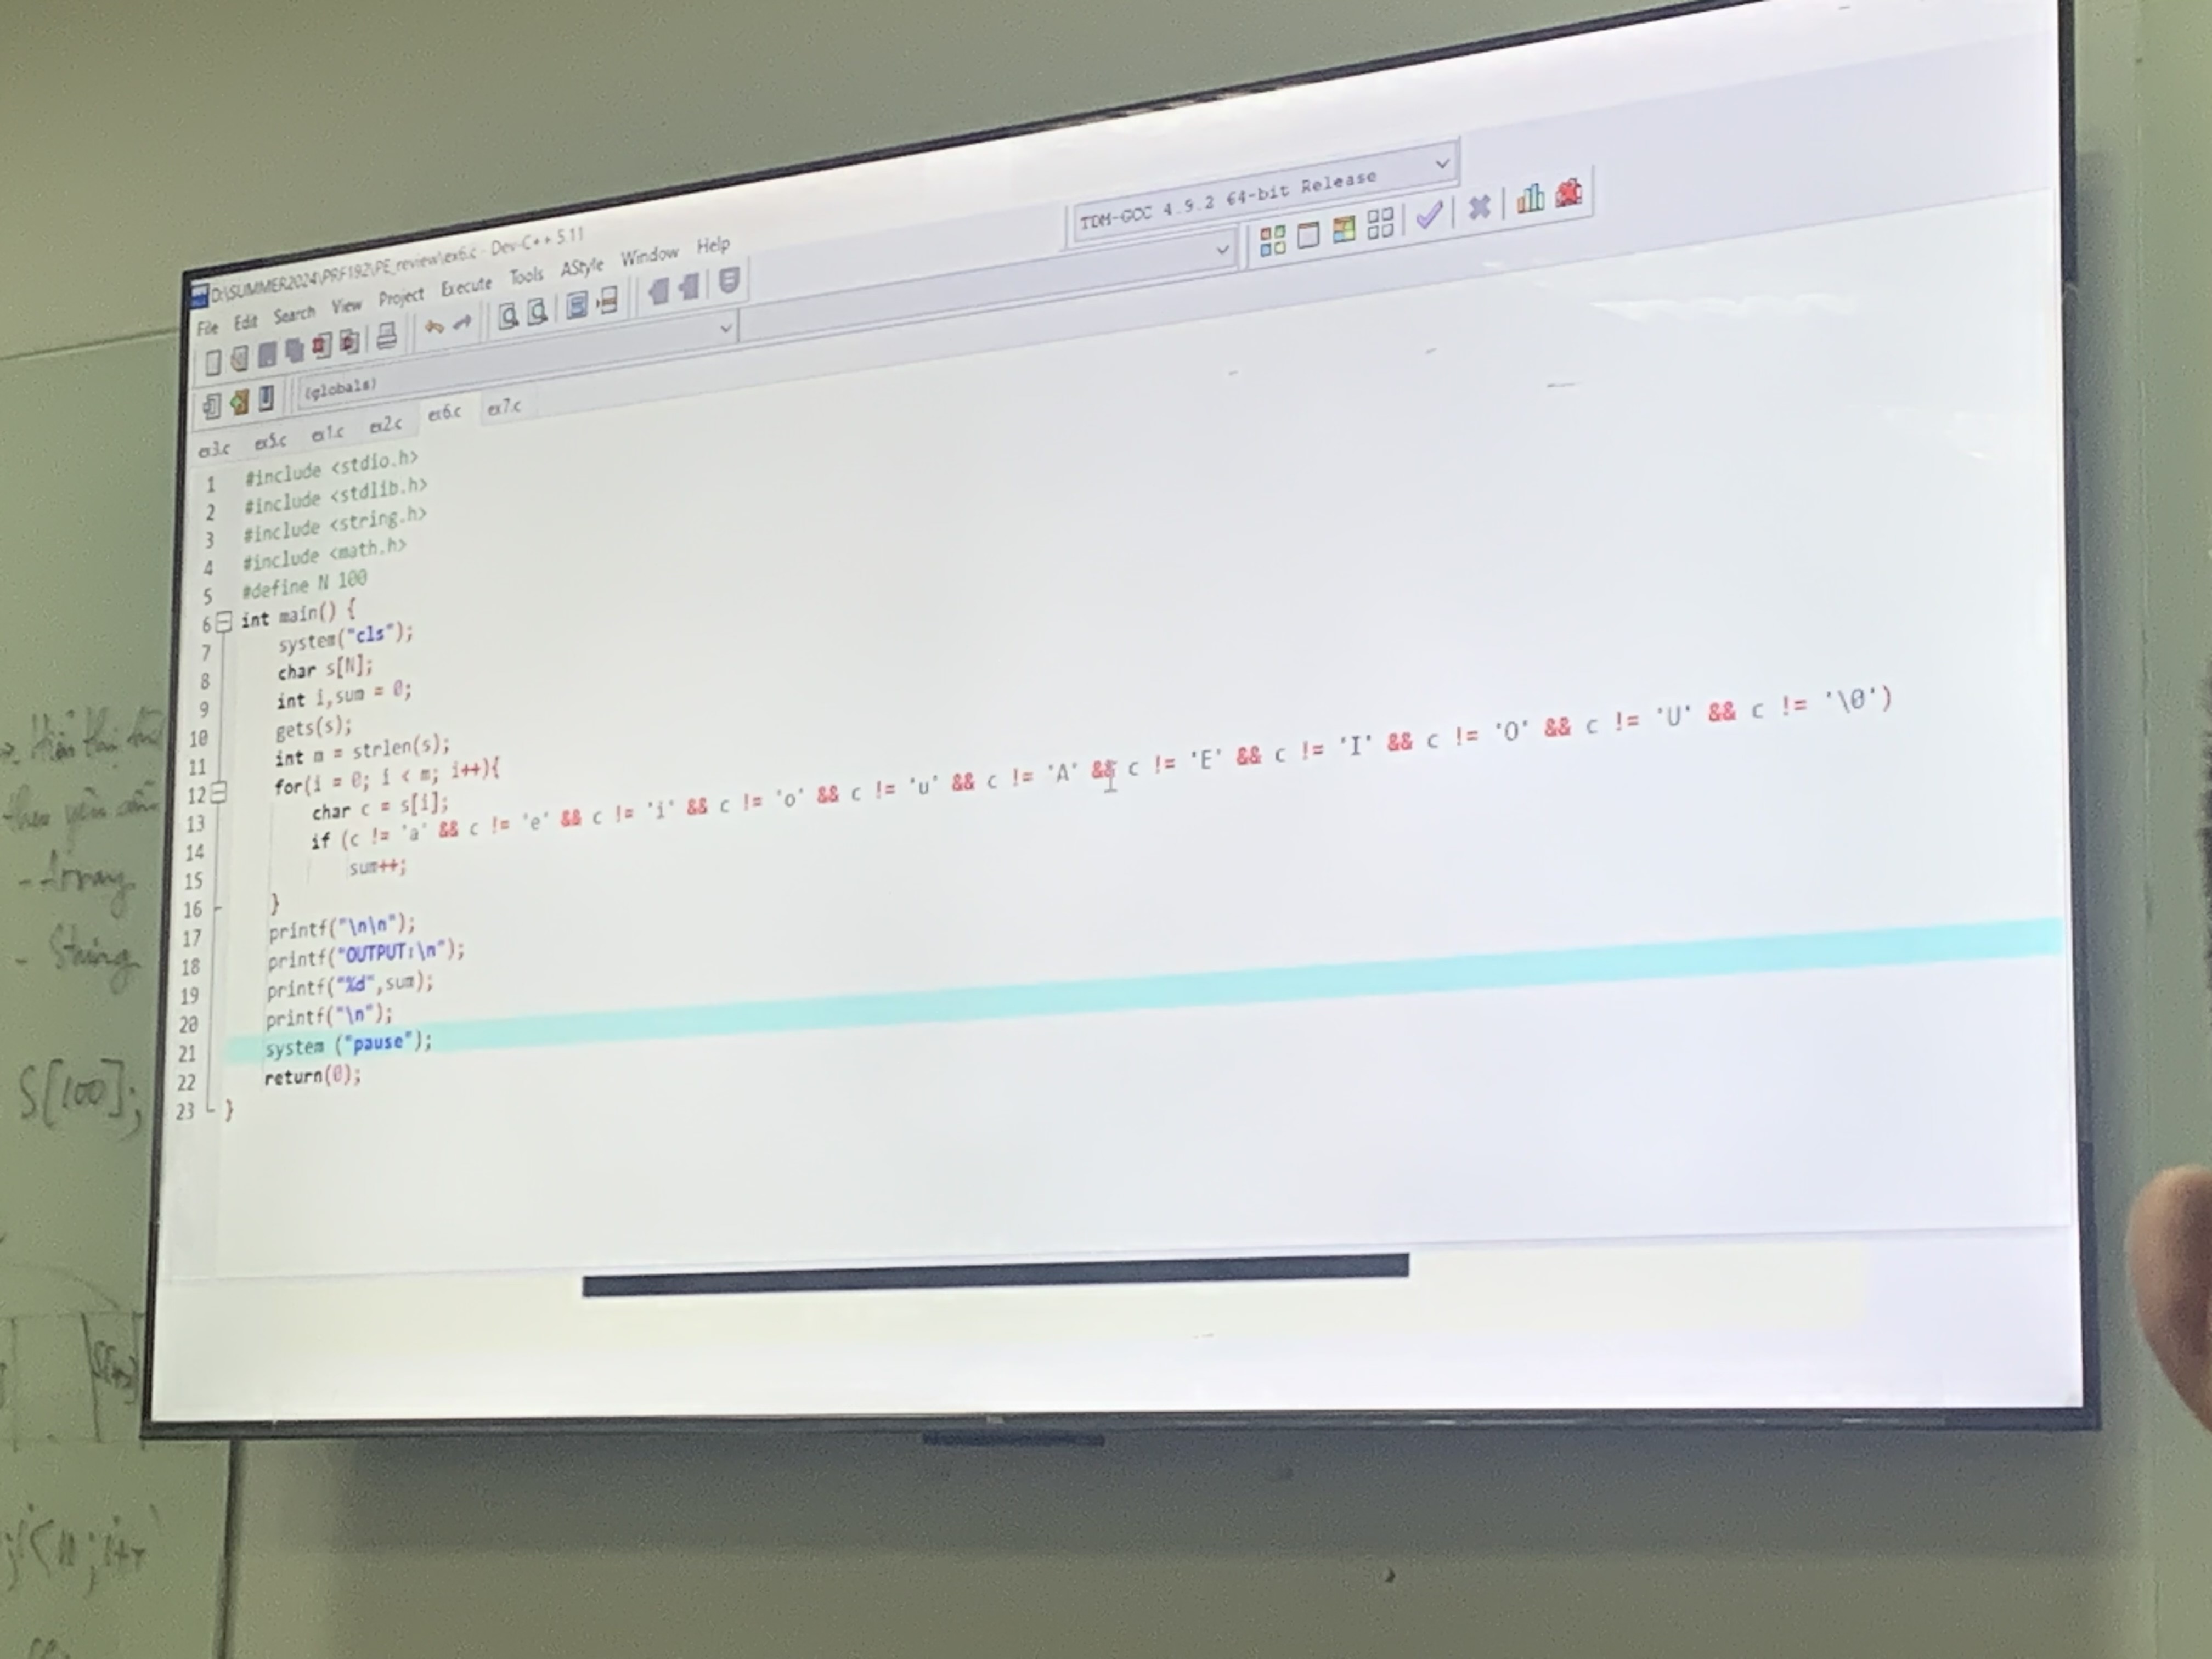 D:\SUMMER2024\PRF192\PE_review\ex6.c - Dev-C++ 5.11
File Edit Search View Project Execute Tools AStyle Window Help
TDM-GCC 4.9.2 64-bit Release
(globals)
ex3.c ex5.c ex1.c ex2.c ex6.c ex7.c
1 #include <stdio.h>
2 #include <stdlib.h>
3 #include <string.h>
4 #include <math.h>
5 #define N 100
6 int main() {
7 system("cls");
8 char s[N];
9 int i,sum = 0;
10 gets(s);
11 int m = strlen(s);
12 for(i = 0; i < m; i++){
13 char c = s[i];
14 if (c != 'a' && c != 'e' && c != 'i' && c != 'o' && c != 'u' && c != 'A' && c != 'E' && c != 'I' && c != 'O' && c != 'U' && c != '\0')
15 sum++;
16 }
17 printf("\n\n");
18 printf("OUTPUT:\n");
19 printf("%d",sum);
20 printf("\n");
21 system ("pause");
22 return(0);
23 }
- Array
- String
S[100];